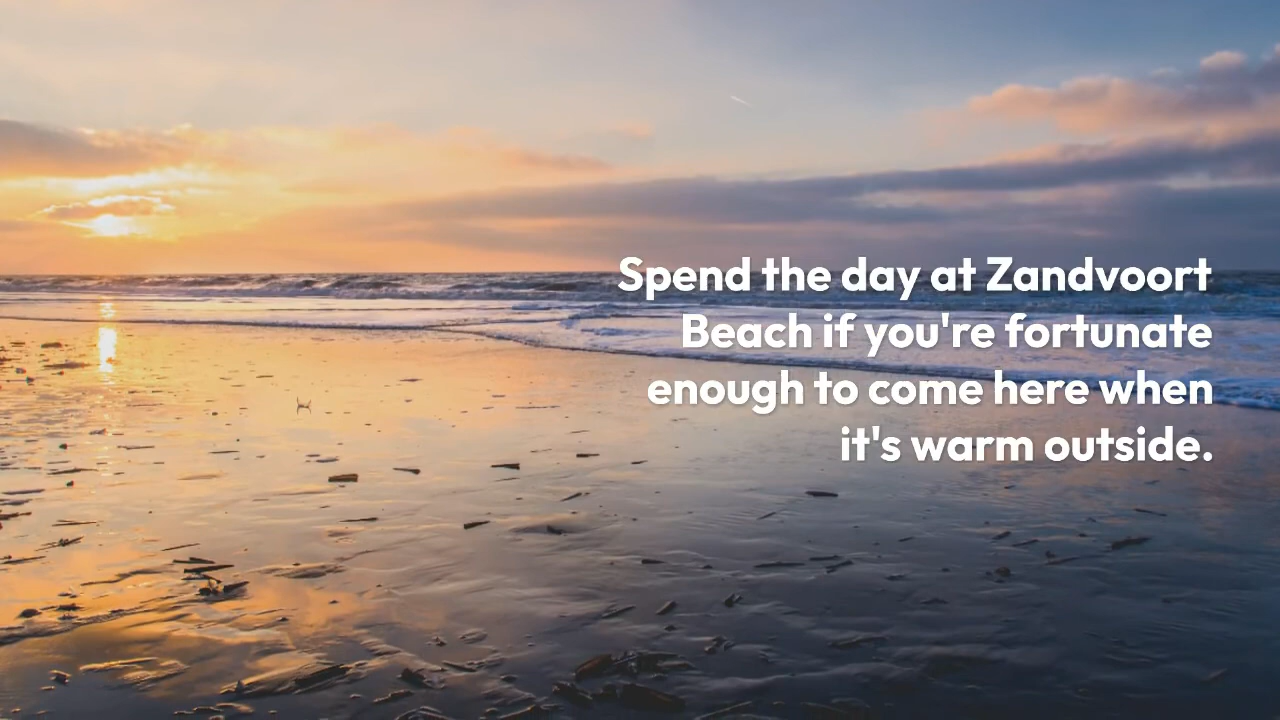 Spend the day at Zandvoort
Beach if you're fortunate
enough to come here when
it's warm outside.